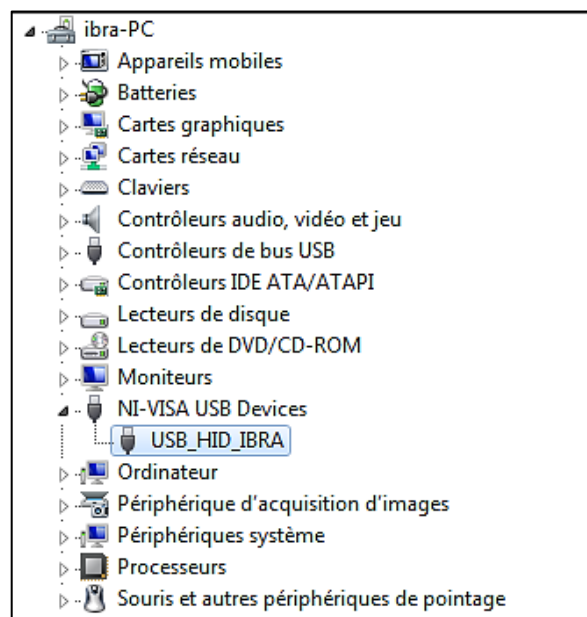 ibra-PC
Appareils mobiles
Batteries
Cartes graphiques
Cartes réseau
Claviers
Contrôleurs audio, vidéo et jeu
Contrôleurs de bus USB
Contrôleurs IDE ATA/ATAPI
Lecteurs de disque
Lecteurs de DVD/CD-ROM
Moniteurs
NI-VISA USB Devices
USB_HID_IBRA
Ordinateur
Périphérique d'acquisition d'images
Périphériques système
Processeurs
Souris et autres périphériques de pointage